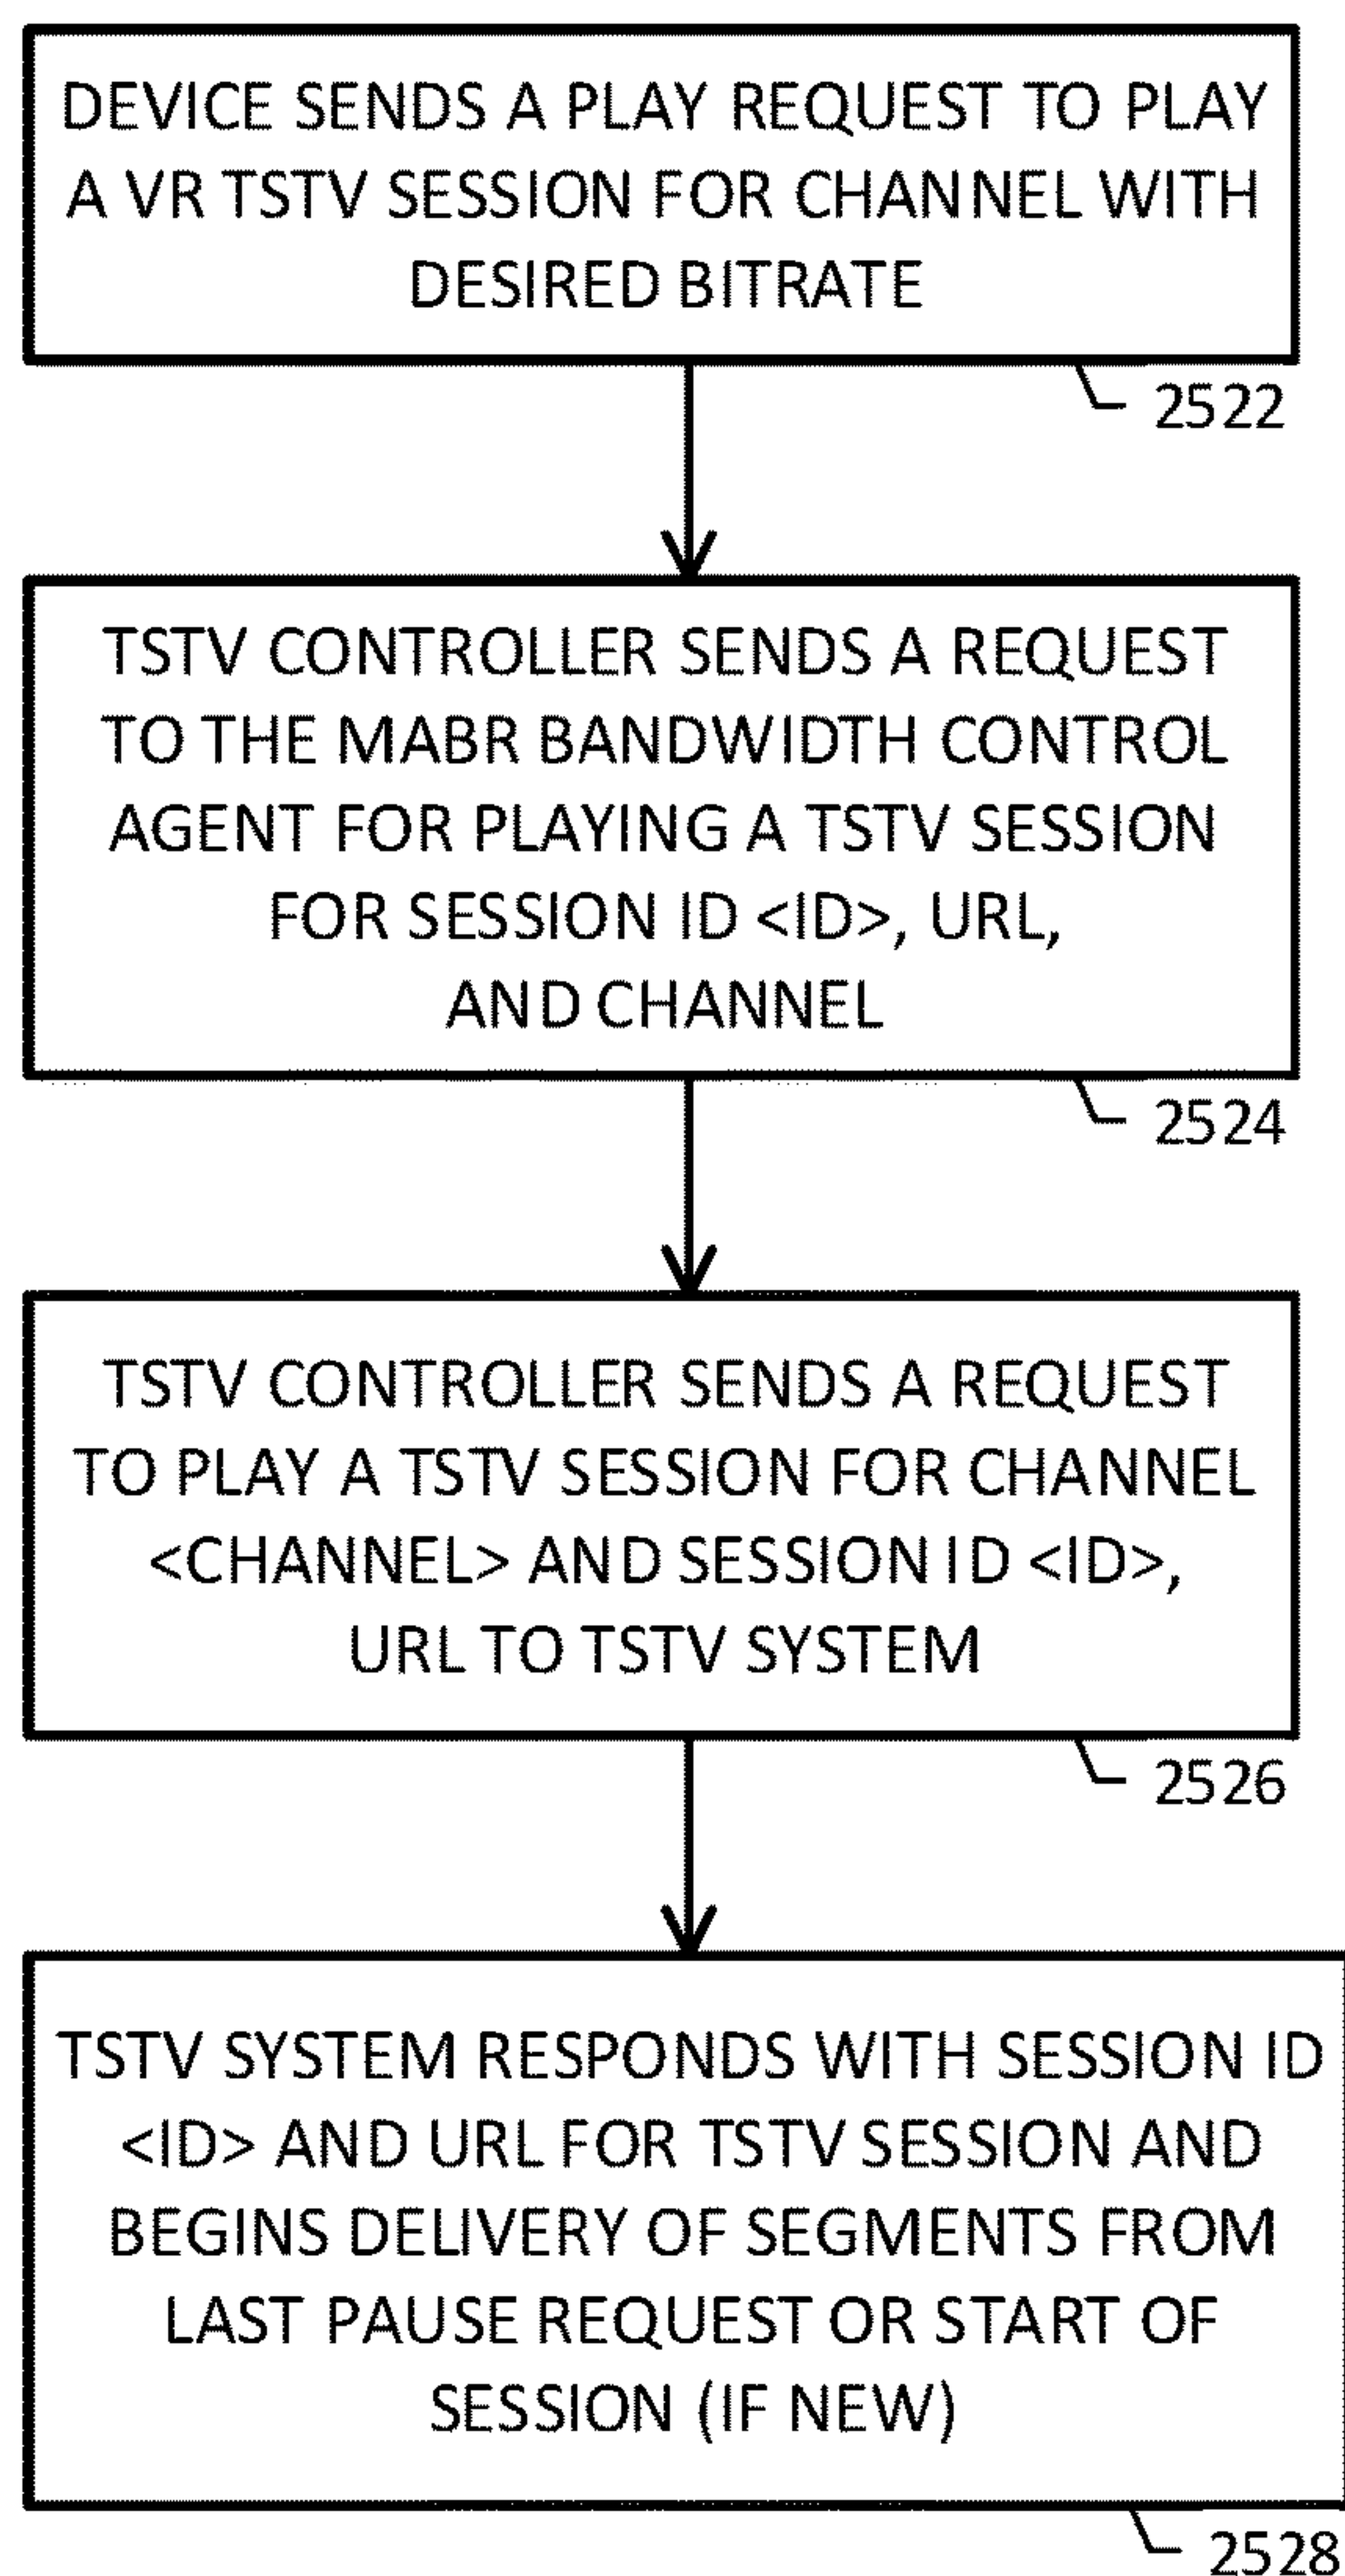 DEVICE SENDS A PLAY REQUEST TO PLAY
A VR TSTV SESSION FOR CHANNEL WITH
DESIRED BITRATE
2522
TSTV CONTROLLER SENDS A REQUEST
TO THE MABR BANDWIDTH CONTROL
AGENT FOR PLAYING A TSTV SESSION
FOR SESSION ID <ID>, URL,
AND CHANNEL
2524
TSTV CONTROLLER SENDS A REQUEST
TO PLAY A TSTV SESSION FOR CHANNEL
<CHANNEL> AND SESSION ID <ID>,
URL TO TSTV SYSTEM
2526
TSTV SYSTEM RESPONDS WITH SESSION ID
<ID> AND URL FOR TSTV SESSION AND
BEGINS DELIVERY OF SEGMENTS FROM
LAST PAUSE REQUEST OR START OF
SESSION (IF NEW)
2528